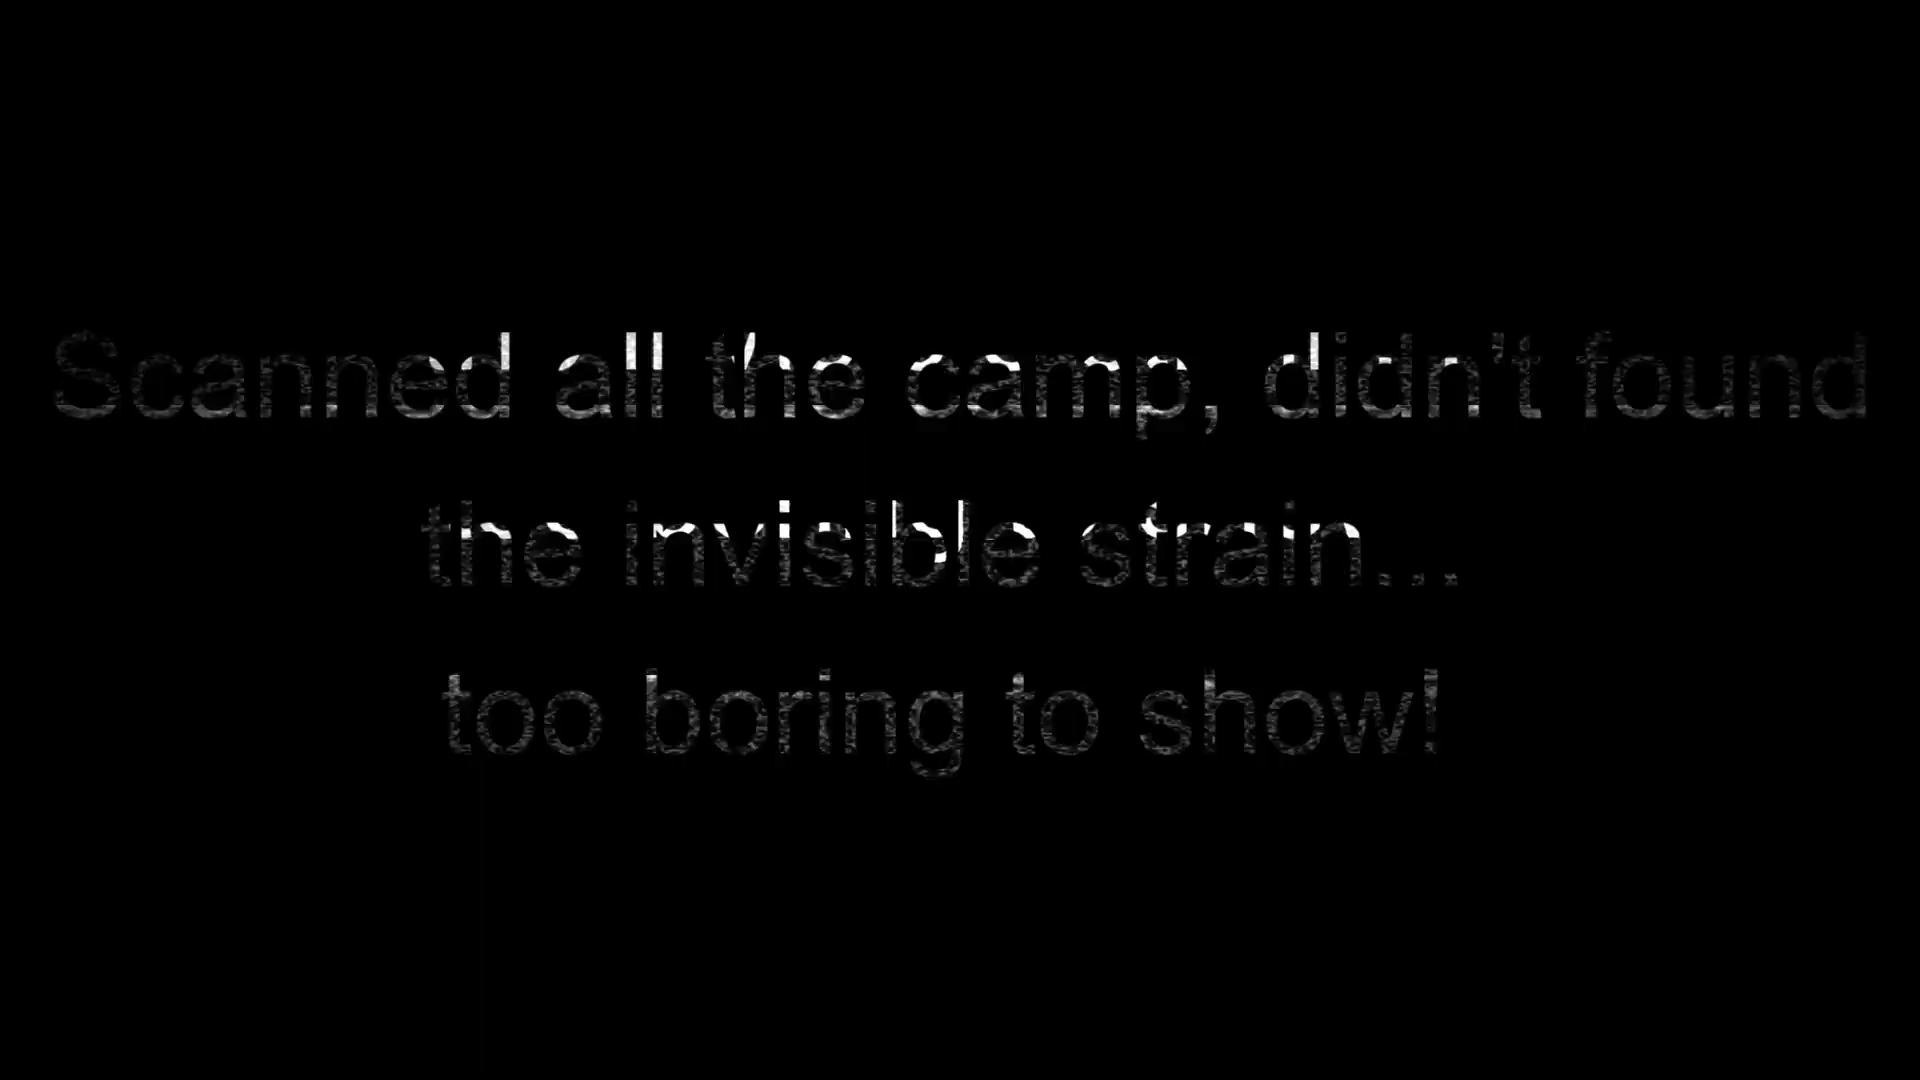 Scanned all the camp, didn't found
the invisible strain...
too boring to show!